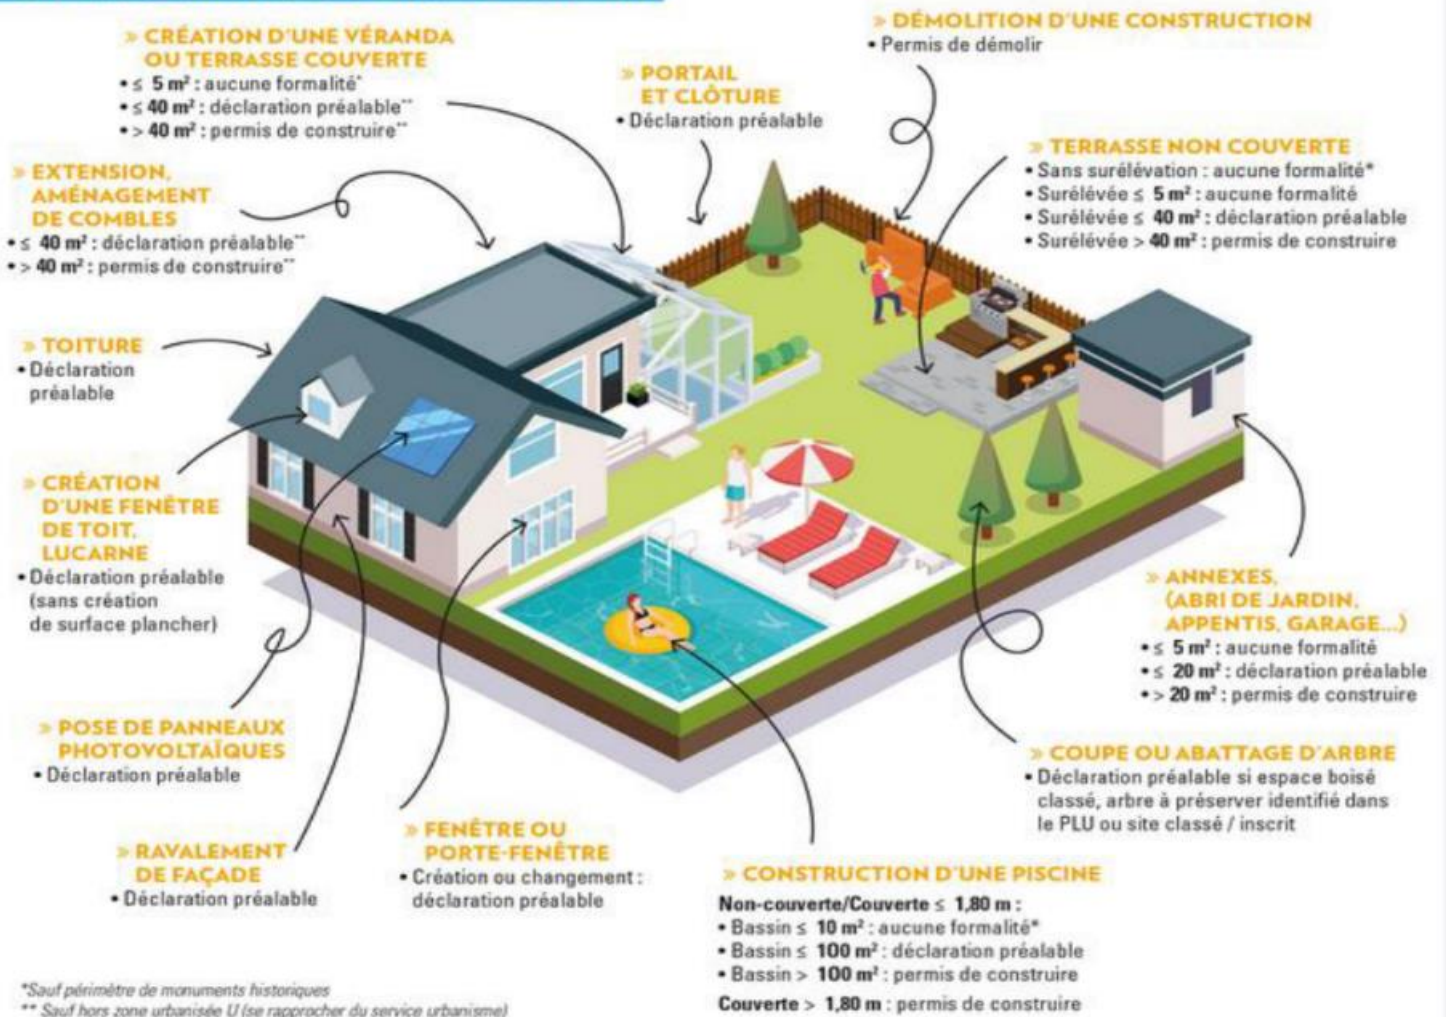 » CRÉATION D'UNE VÉRANDA
OU TERRASSE COUVERTE
• ≤ 5 m² : aucune formalité*
• ≤ 40 m² : déclaration préalable**
• > 40 m² : permis de construire**
» EXTENSION,
AMÉNAGEMENT
DE COMBLES
• ≤ 40 m² : déclaration préalable**
• > 40 m² : permis de construire**
» TOITURE
• Déclaration
préalable
» CRÉATION
D'UNE FENÊTRE
DE TOIT,
LUCARNE
• Déclaration préalable
(sans création
de surface plancher)
» POSE DE PANNEAUX
PHOTOVOLTAÏQUES
• Déclaration préalable
» RAVALEMENT
DE FAÇADE
• Déclaration préalable
» FENÊTRE OU
PORTE-FENÊTRE
• Création ou changement :
déclaration préalable
» PORTAIL
ET CLÔTURE
• Déclaration préalable
» DÉMOLITION D'UNE CONSTRUCTION
• Permis de démolir
» TERRASSE NON COUVERTE
• Sans surélévation : aucune formalité*
• Surélévée ≤ 5 m² : aucune formalité
• Surélévée ≤ 40 m² : déclaration préalable
• Surélévée > 40 m² : permis de construire
» ANNEXES,
(ABRI DE JARDIN,
APPENTIS, GARAGE...)
• ≤ 5 m² : aucune formalité
• ≤ 20 m² : déclaration préalable
• > 20 m² : permis de construire
» COUPE OU ABATTAGE D'ARBRE
• Déclaration préalable si espace boisé
classé, arbre à préserver identifié dans
le PLU ou site classé / inscrit
» CONSTRUCTION D'UNE PISCINE
Non-couverte/Couverte ≤ 1,80 m :
• Bassin ≤ 10 m² : aucune formalité*
• Bassin ≤ 100 m² : déclaration préalable
• Bassin > 100 m² : permis de construire
Couverte > 1,80 m : permis de construire
*Sauf périmètre de monuments historiques
** Sauf hors zone urbanisée U (se rapprocher du service urbanisme)